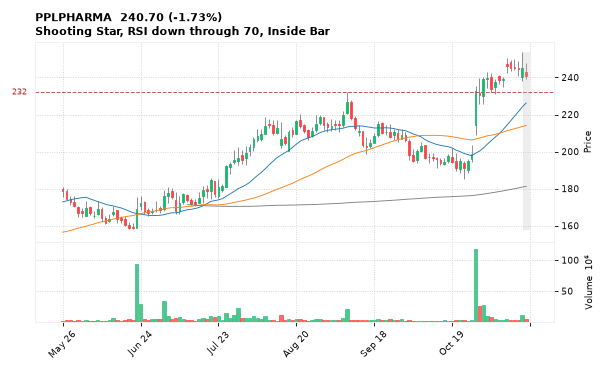 PPLPHARMA 240.70 (-1.73%)
Shooting Star, RSI down through 70, Inside Bar
232
240
220
200
180
160
Price
100
50
Volume 10⁴
May 26
Jun 24
Jul 23
Aug 20
Sep 18
Oct 19